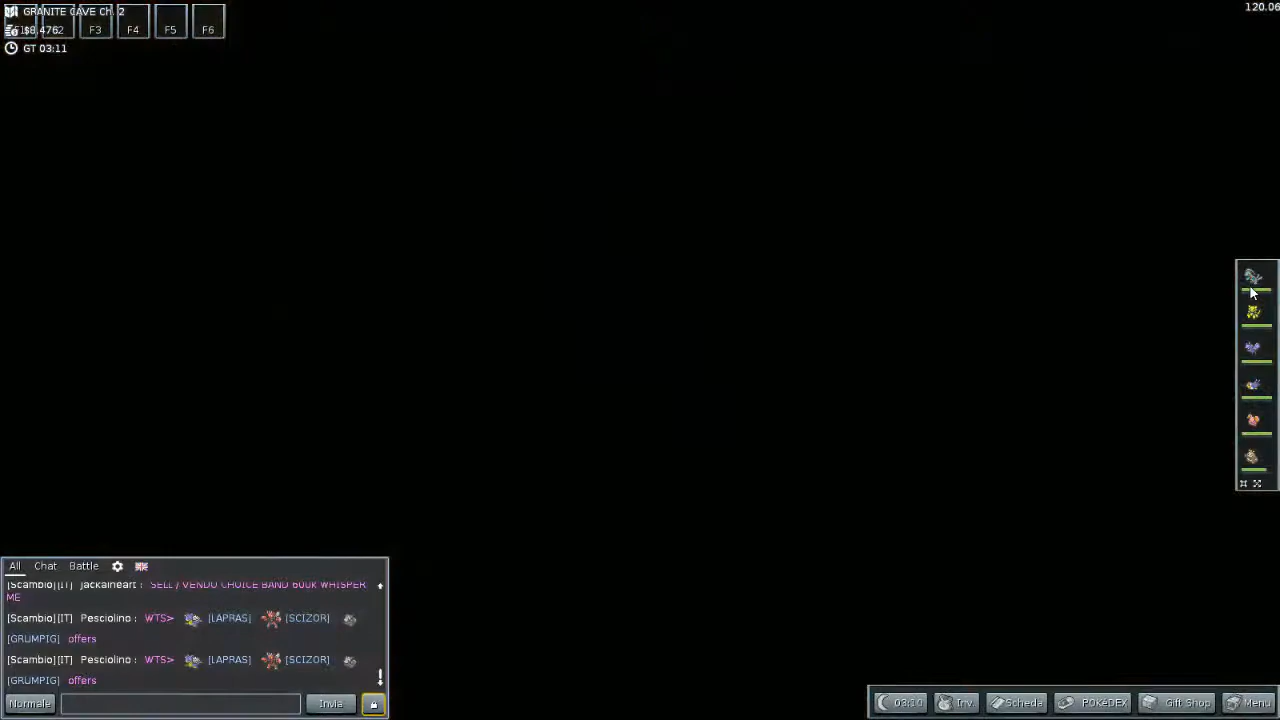 GRANITE CAVE Ch. 2
$8,476
F3 F4 F5 F6
GT 03:11
120.06
All Chat Battle
[Scambio][IT] Jackalheart : SELL / VENDO CHOICE BAND 600K WHISPER
ME
[Scambio][IT] Pesciolino : WTS> [LAPRAS] [SCIZOR]
[GRUMPIG] offers
[Scambio][IT] Pesciolino : WTS> [LAPRAS] [SCIZOR]
[GRUMPIG] offers
Normale Invia
03:10 Inv. Scheda POKéDEX Gift Shop Menu